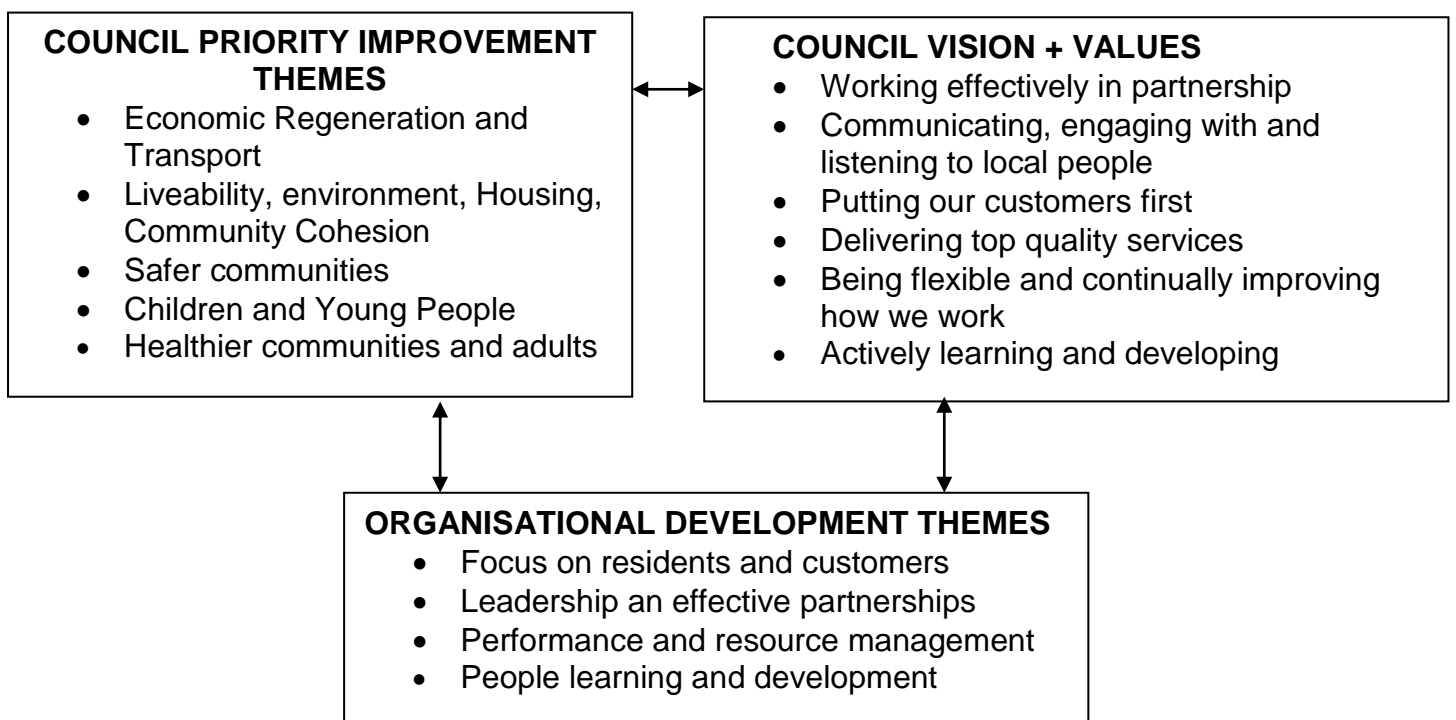 COUNCIL PRIORITY IMPROVEMENT
THEMES
• Economic Regeneration and
Transport
• Liveability, environment, Housing,
Community Cohesion
• Safer communities
• Children and Young People
• Healthier communities and adults
COUNCIL VISION + VALUES
• Working effectively in partnership
• Communicating, engaging with and
listening to local people
• Putting our customers first
• Delivering top quality services
• Being flexible and continually improving
how we work
• Actively learning and developing
ORGANISATIONAL DEVELOPMENT THEMES
• Focus on residents and customers
• Leadership an effective partnerships
• Performance and resource management
• People learning and development